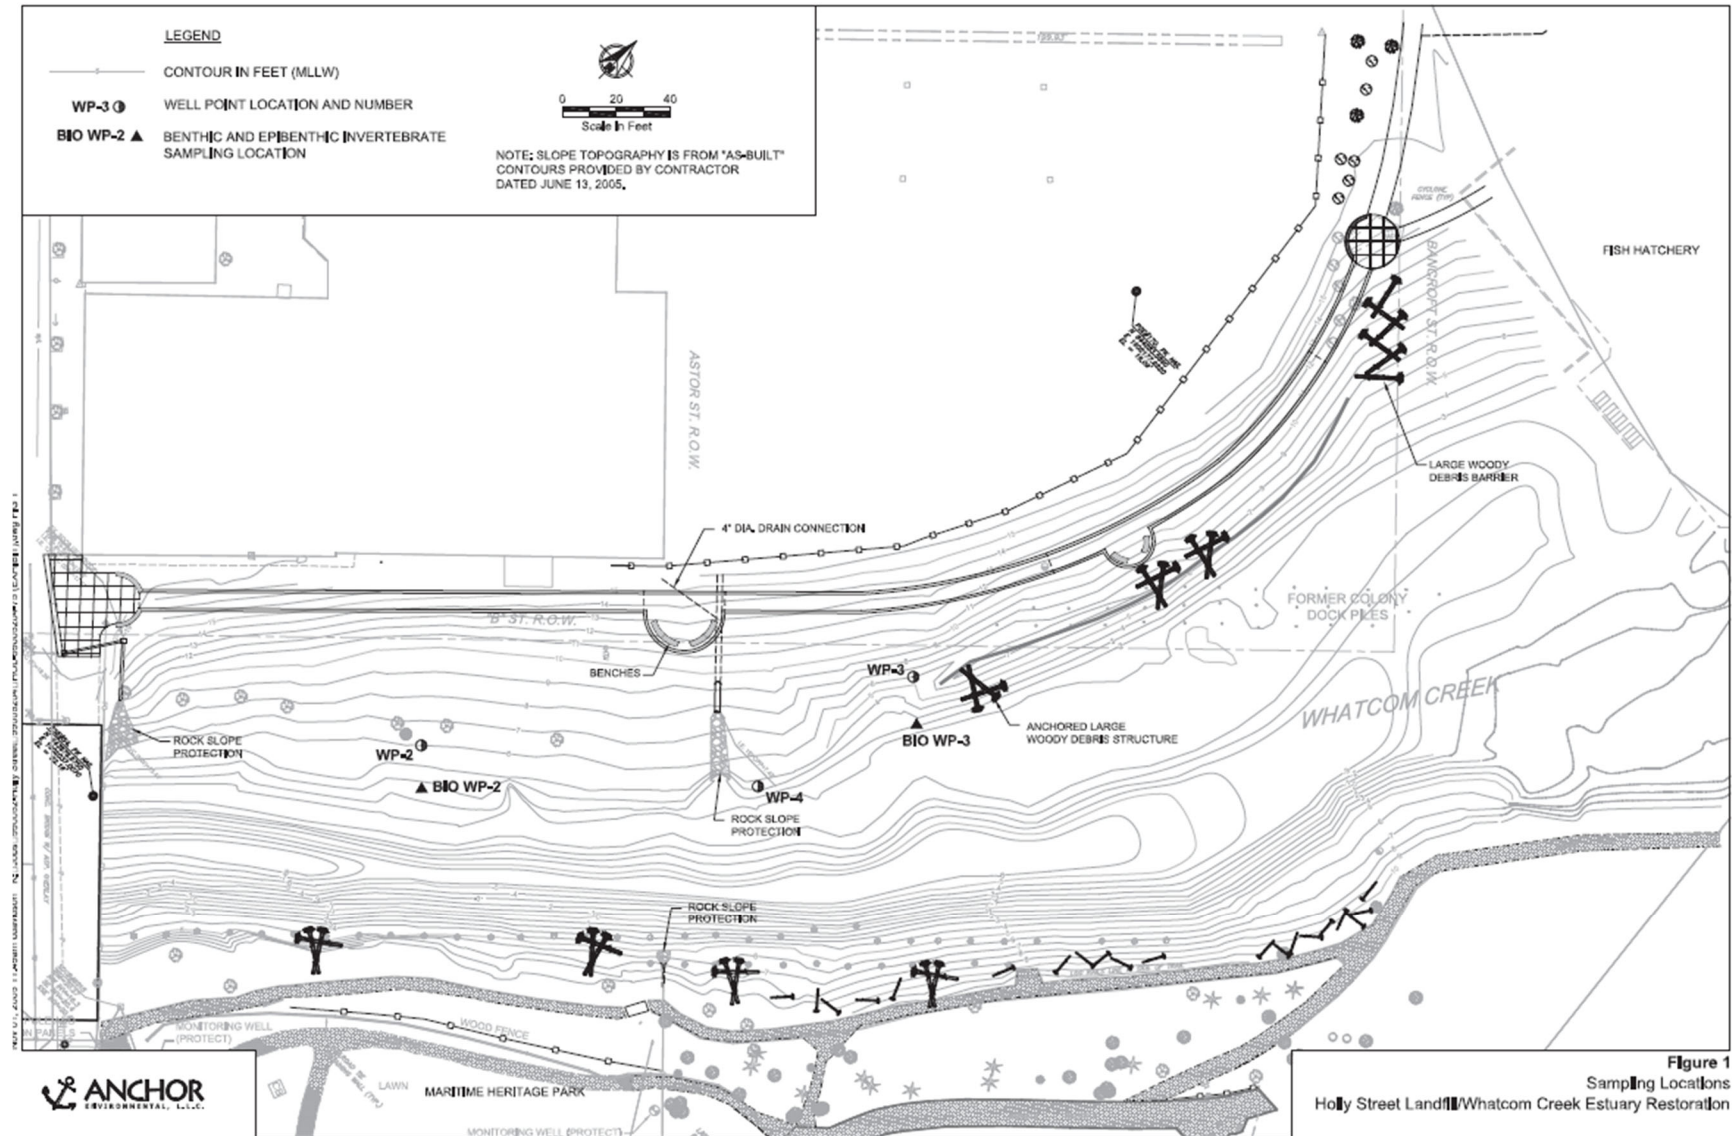 LEGEND
CONTOUR IN FEET (MLLW)
WP-3
WELL POINT LOCATION AND NUMBER
BIO WP-2
BENTHIC AND EPIBENTHIC INVERTEBRATE
SAMPLING LOCATION
0 20 40
Scale in Feet
NOTE: SLOPE TOPOGRAPHY IS FROM "AS-BUILT"
CONTOURS PROVIDED BY CONTRACTOR
DATED JUNE 13, 2005.
FISH HATCHERY
BANCROFT ST. R.O.W.
ASTOR ST. R.O.W.
LARGE WOODY
DEBRIS BARRIER
4" DIA. DRAIN CONNECTION
FORMER COLONY
DOCK PILES
"B" ST. R.O.W.
BENCHES
WP-3
WHATCOM CREEK
BIO WP-3
ANCHORED LARGE
WOODY DEBRIS STRUCTURE
ROCK SLOPE
PROTECTION
WP-2
BIO WP-2
WP-4
ROCK SLOPE
PROTECTION
ROCK SLOPE
PROTECTION
MONITORING WELL
(PROTECT)
WOOD FENCE
LAWN
MARITIME HERITAGE PARK
MONITORING WELL (PROTECT)
ANCHOR
ENVIRONMENTAL, L.L.C.
Figure 1
Sampling Locations
Holly Street Landfill/Whatcom Creek Estuary Restoration